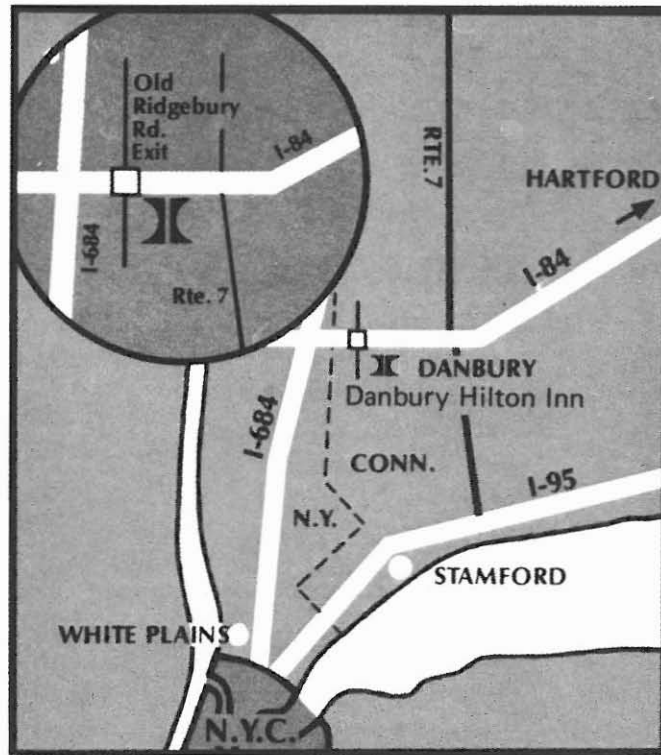 Old
Ridgebury
Rd.
Exit
I-84
I-684
Rte. 7
RTE. 7
HARTFORD
I-84
DANBURY
Danbury Hilton Inn
I-684
CONN.
I-95
N.Y.
STAMFORD
WHITE PLAINS
N.Y.C.